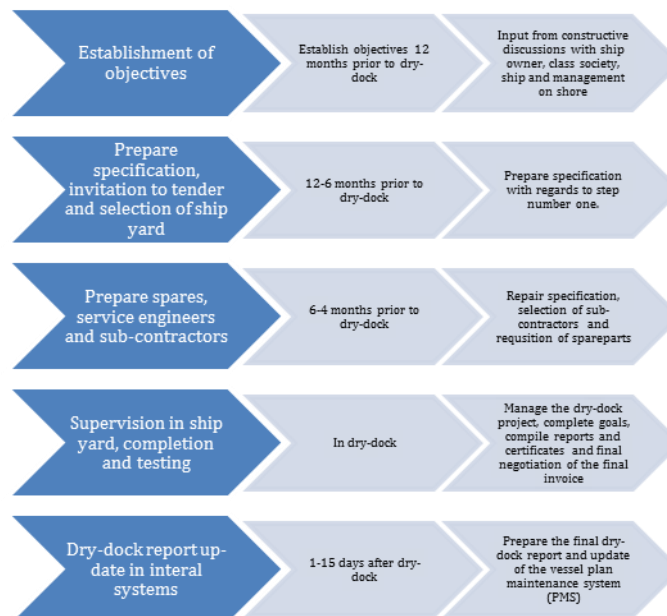 Establishment of
objectives
Establish objectives 12
months prior to dry-
dock
Input from constructive
discussions with ship
owner, class society,
ship and management
on shore
Prepare
specification,
invitation to tender
and selection of ship
yard
12-6 months prior to
dry-dock
Prepare specification
with regards to step
number one.
Prepare spares,
service engineers
and sub-contractors
6-4 months prior to
dry-dock
Repair specification,
selection of sub-
contractors and
requsition of spareparts
Supervision in ship
yard, completion
and testing
In dry-dock
Manage the dry-dock
project, complete goals,
compile reports and
certificates and final
negotiation of the final
invoice
Dry-dock report up-
date in interal
systems
1-15 days after dry-
dock
Prepare the final dry-
dock report and update
of the vessel plan
maintenance system
(PMS)